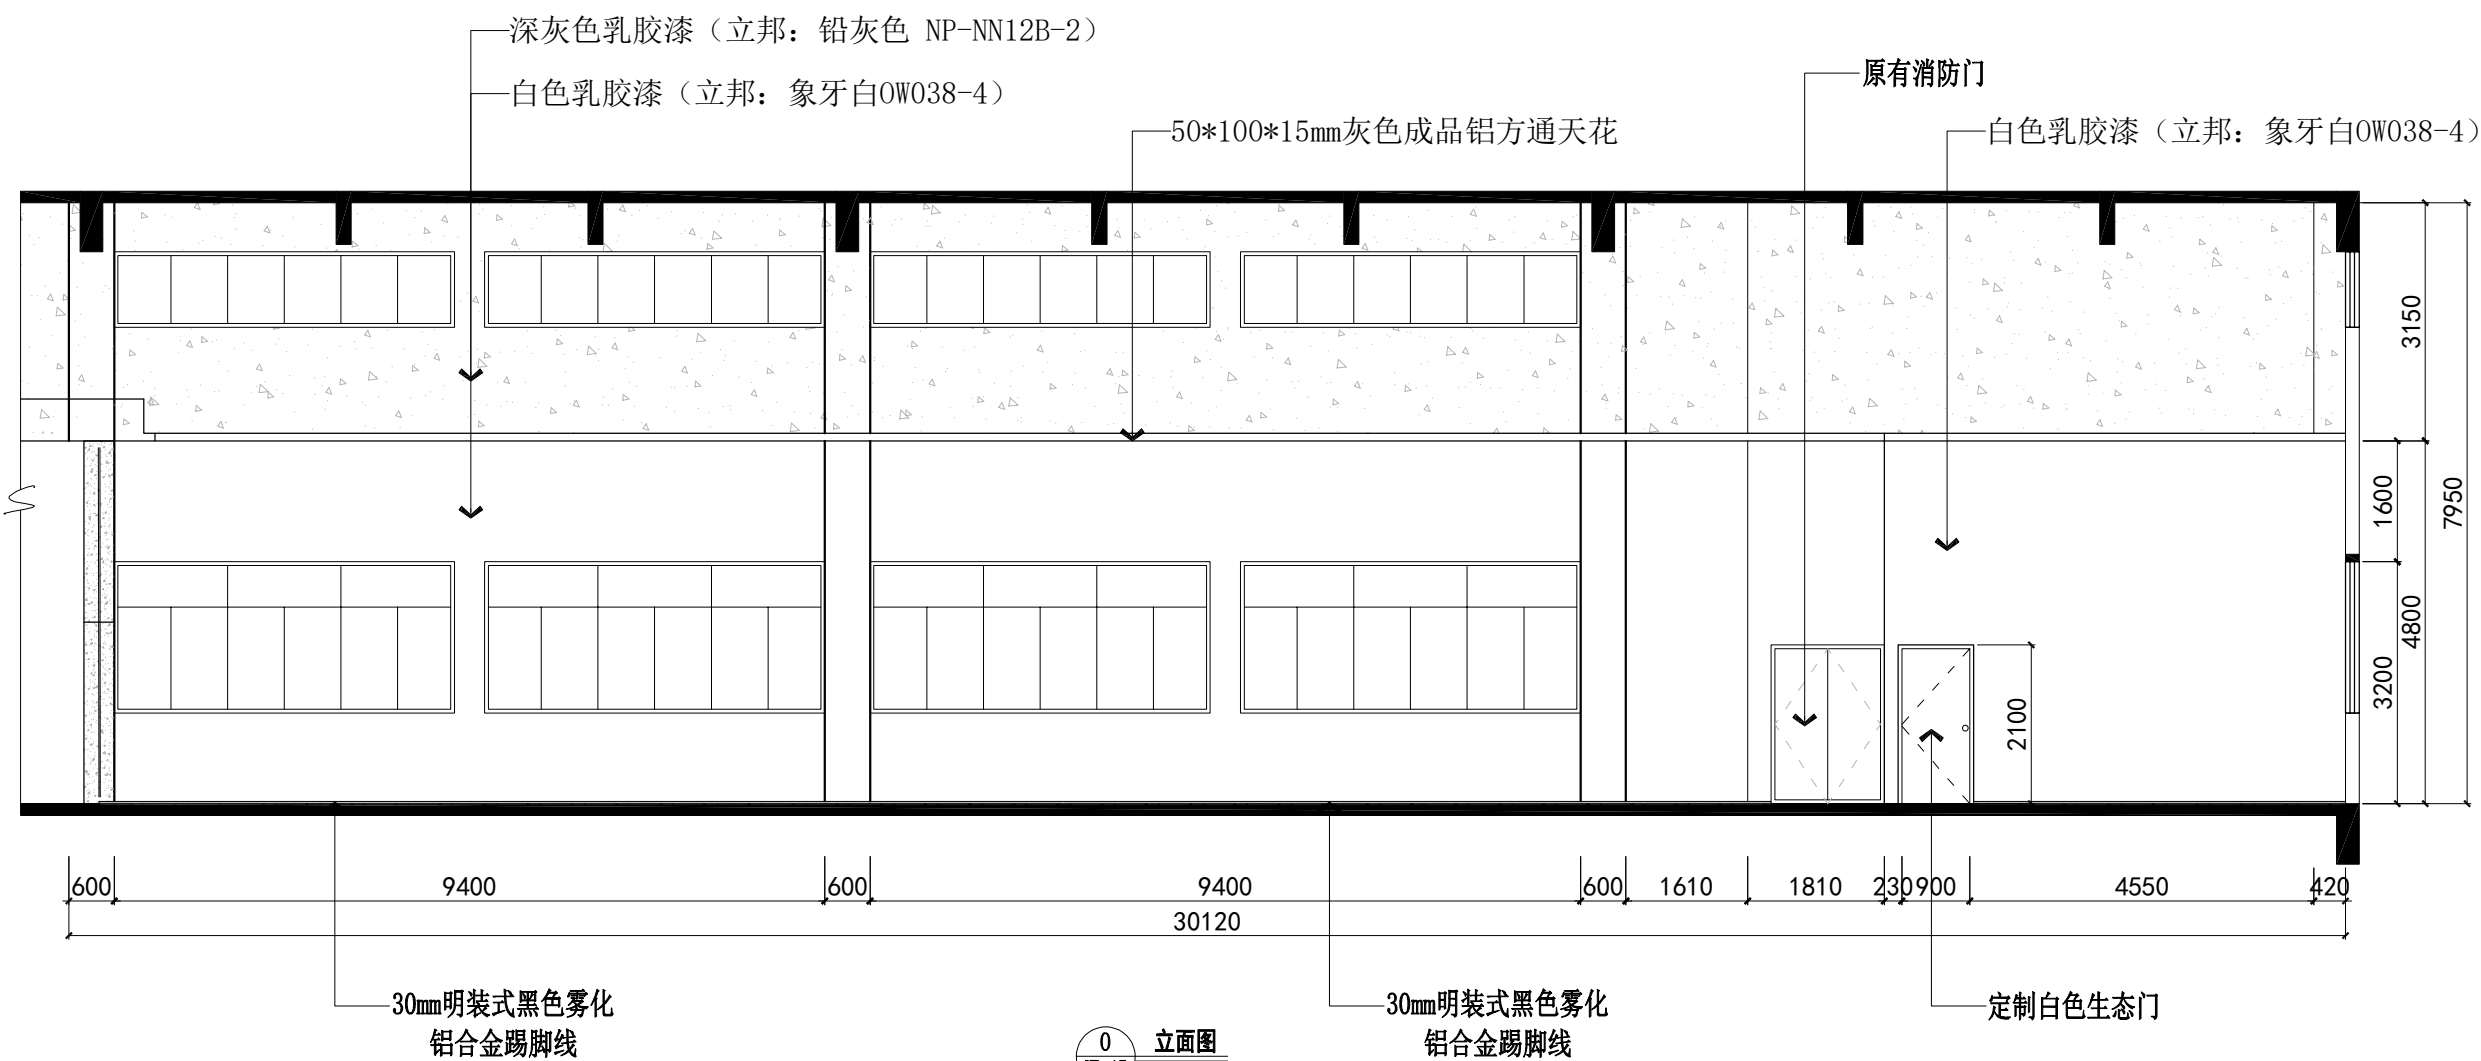 深灰色乳胶漆（立邦：铅灰色 NP-NN12B-2）
原有消防门
白色乳胶漆（立邦：象牙白OW038-4）
50*100*15mm灰色成品铝方通天花
白色乳胶漆（立邦：象牙白OW038-4）
3150
1600
7950
4800
3200
2100
600
9400
600
9400
600
1610
1810
230
900
4550
420
30120
30mm明装式黑色雾化
铝合金踢脚线
30mm明装式黑色雾化
铝合金踢脚线
定制白色生态门
0
立面图